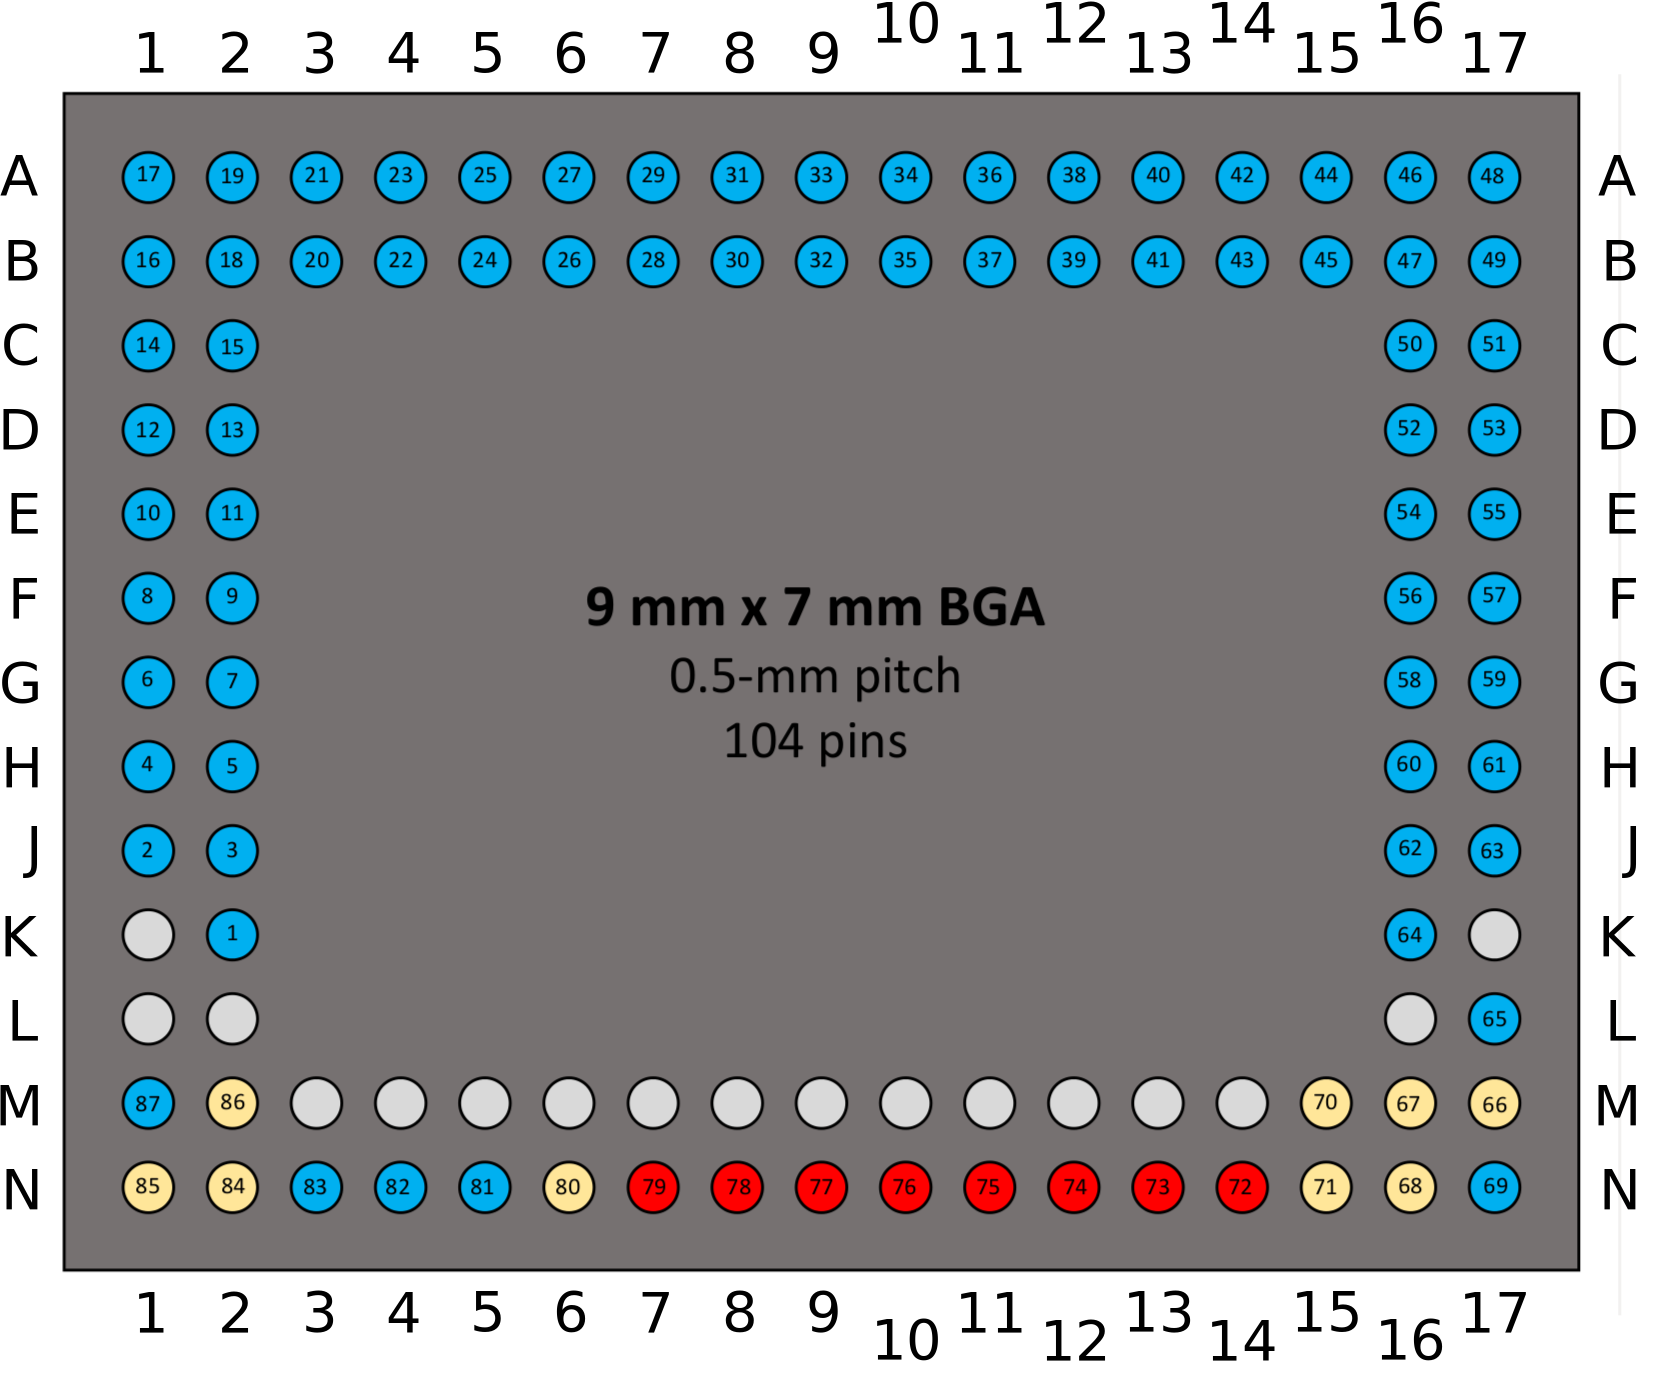 1 2 3 4 5 6 7 8 9 10 11 12 13 14 15 16 17
A 17 19 21 23 25 27 29 31 33 34 36 38 40 42 44 46 48 A
B 16 18 20 22 24 26 28 30 32 35 37 39 41 43 45 47 49 B
C 14 15 50 51 C
D 12 13 52 53 D
E 10 11 54 55 E
F 8 9 56 57 F
9 mm x 7 mm BGA
G 6 7 58 59 G
0.5-mm pitch
104 pins
H 4 5 60 61 H
J 2 3 62 63 J
K 1 64 K
L 65 L
M 87 86 70 67 66 M
N 85 84 83 82 81 80 79 78 77 76 75 74 73 72 71 68 69 N
1 2 3 4 5 6 7 8 9 10 11 12 13 14 15 16 17